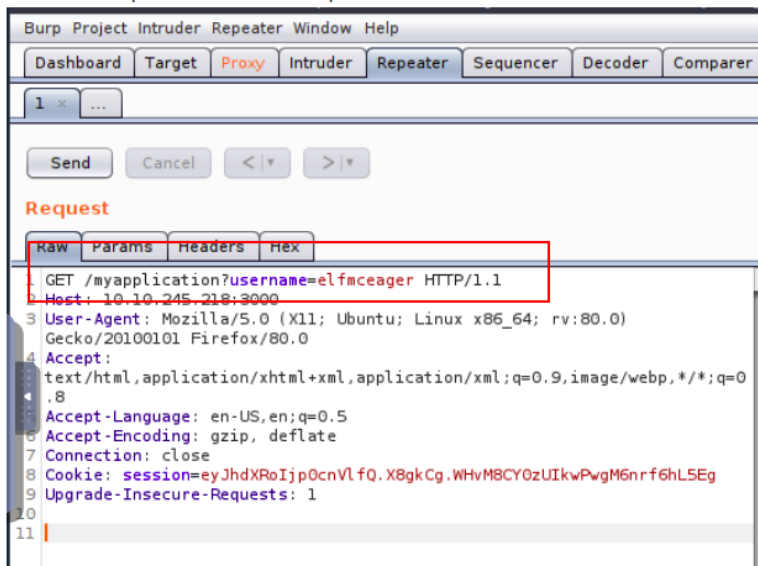 Burp Project Intruder Repeater Window Help
Dashboard Target Proxy Intruder Repeater Sequencer Decoder Comparer
1 × ...
Send Cancel < > 
Request
Raw Params Headers Hex
1 GET /myapplication?username=elfmceager HTTP/1.1
2 Host: 10.10.245.218:3000
3 User-Agent: Mozilla/5.0 (X11; Ubuntu; Linux x86_64; rv:80.0)
Gecko/20100101 Firefox/80.0
4 Accept:
text/html,application/xhtml+xml,application/xml;q=0.9,image/webp,*/*;q=0
.8
5 Accept-Language: en-US,en;q=0.5
6 Accept-Encoding: gzip, deflate
7 Connection: close
8 Cookie: session=eyJhdXRoIjp0cnVlfQ.X8gkCg.WHvM8CY0zUIkwPwgM6nrf6hL5Eg
9 Upgrade-Insecure-Requests: 1
10
11